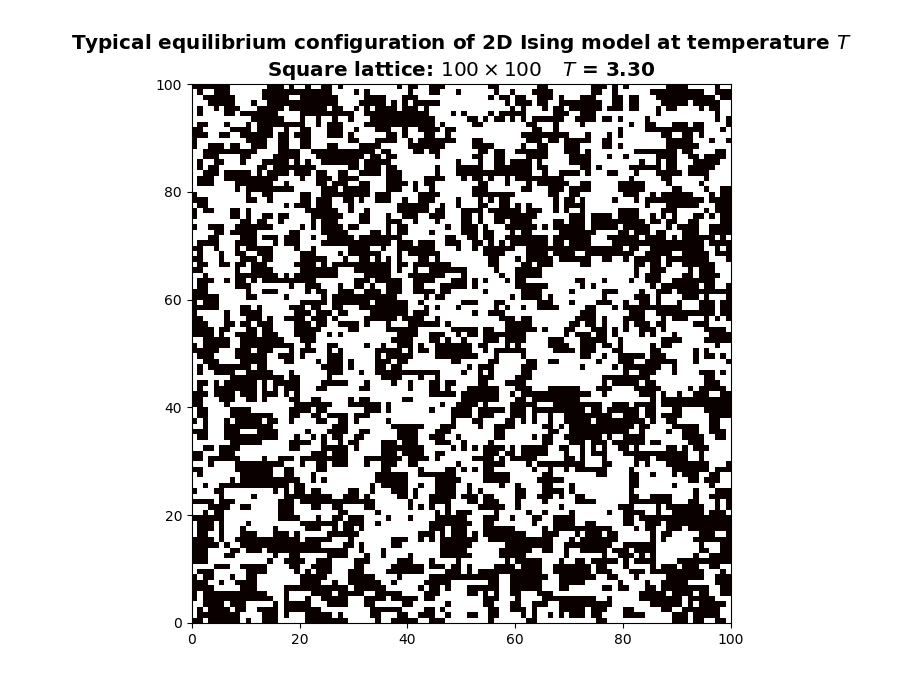 Typical equilibrium configuration of 2D Ising model at temperature T
Square lattice: 100 × 100 T = 3.30
100
80
60
40
20
0
0 20 40 60 80 100